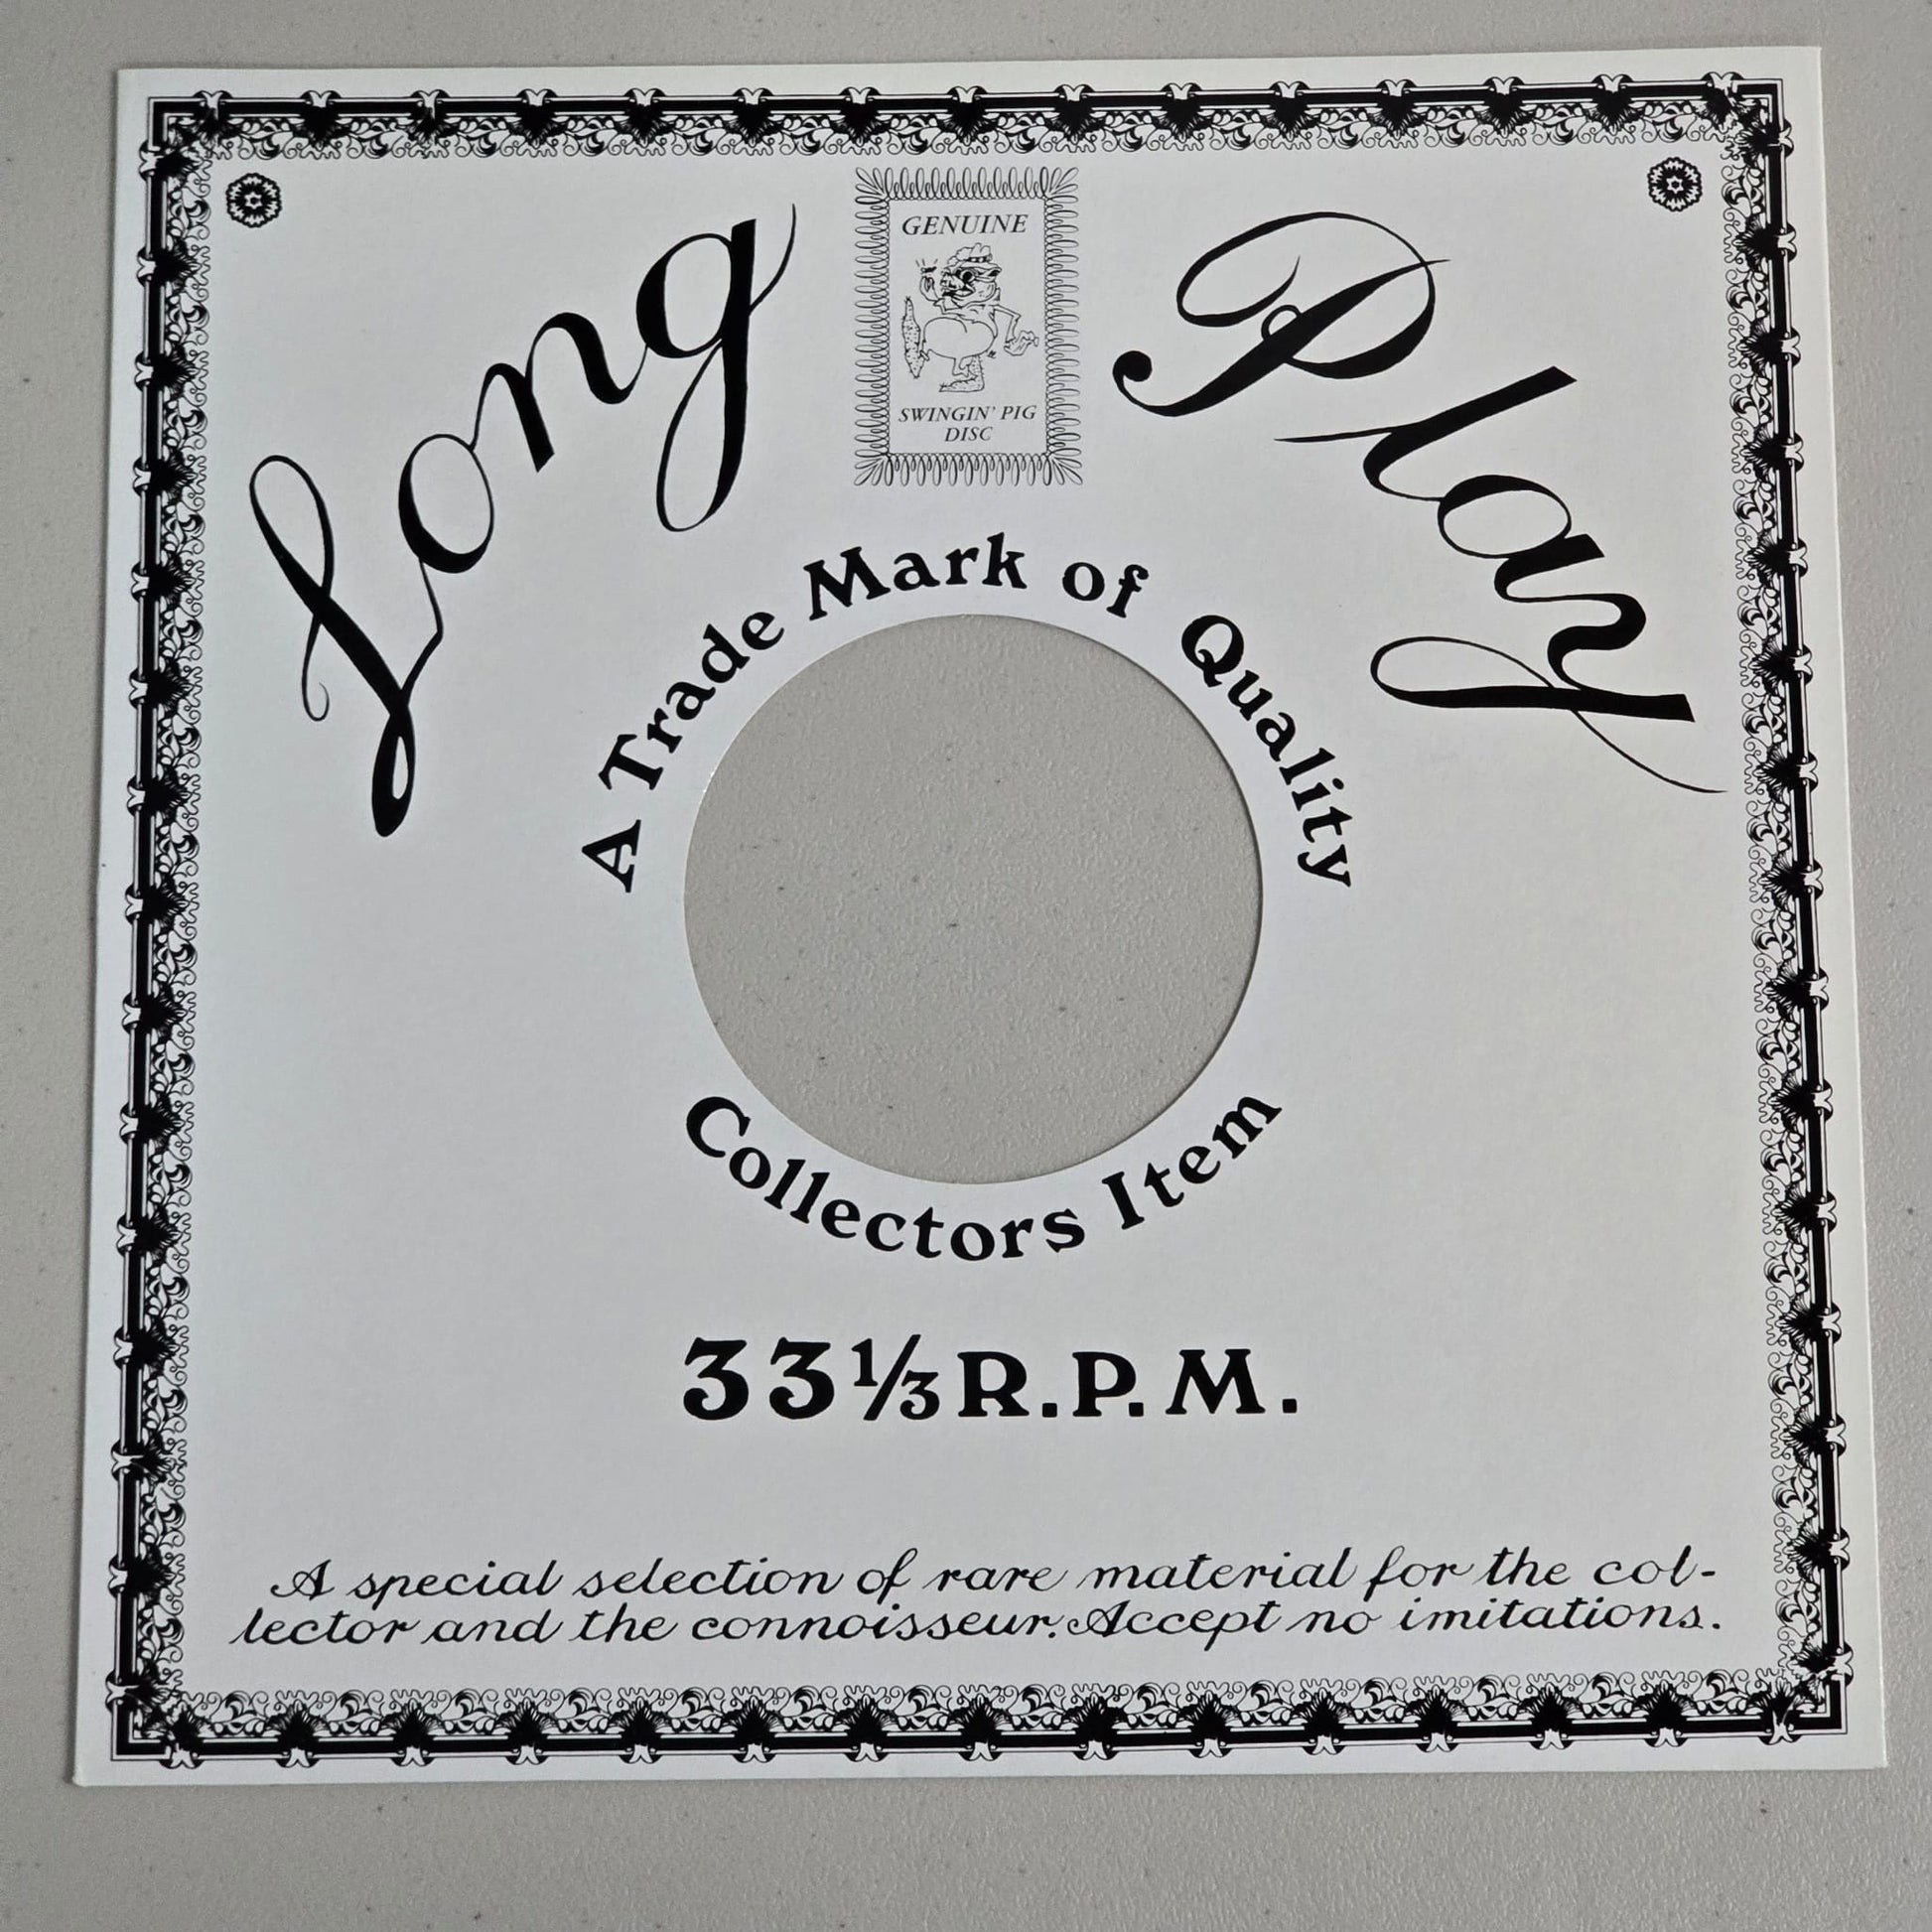 Long Play
GENUINE
SWINGIN' PIG
DISC
A Trade Mark of Quality
Collectors Item
33⅓ R.P.M.
A special selection of rare material for the col-
lector and the connoisseur. Accept no imitations.